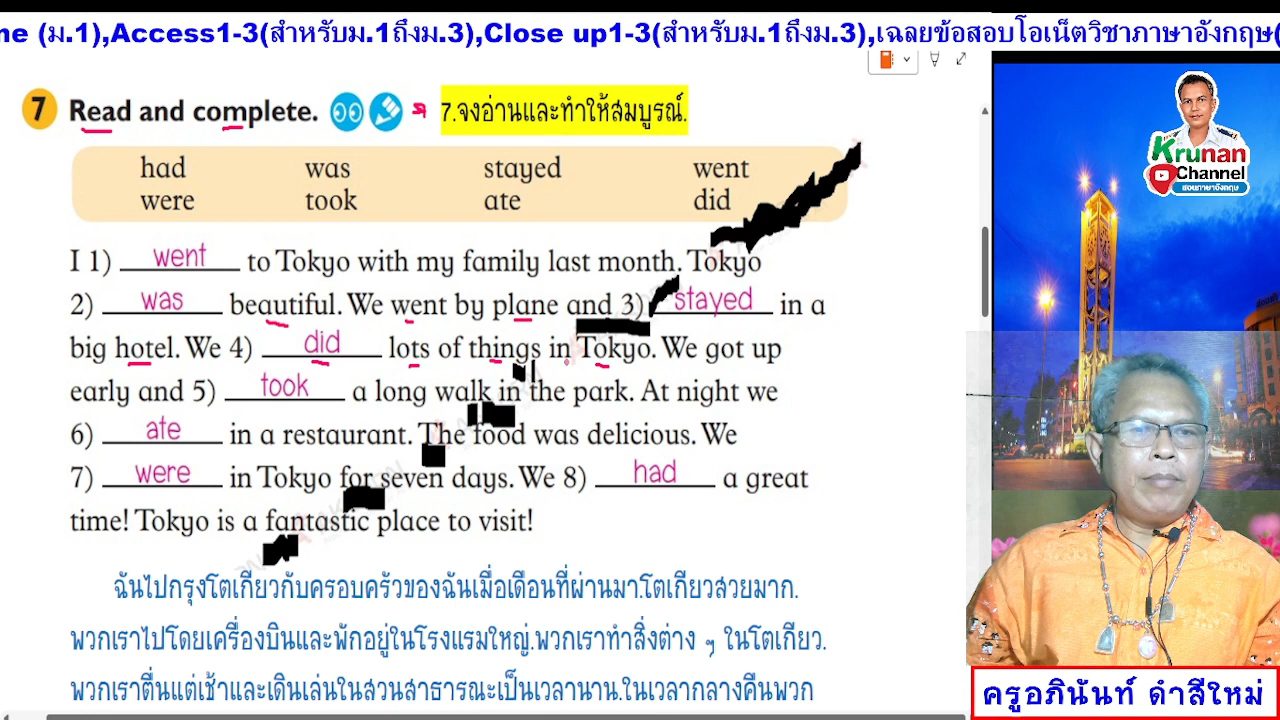 me (ม.1),Access1-3(สำหรับม.1ถึงม.3),Close up1-3(สำหรับม.1ถึงม.3),เฉลยข้อสอบโอเน็ตวิชาภาษาอังกฤษ(
7 Read and complete. 7.จงอ่านและทำให้สมบูรณ์.
had was stayed went
were took ate did
I 1) went to Tokyo with my family last month. Tokyo
2) was beautiful. We went by plane and 3) stayed in a
big hotel. We 4) did lots of things in Tokyo. We got up
early and 5) took a long walk in the park. At night we
6) ate in a restaurant. The food was delicious. We
7) were in Tokyo for seven days. We 8) had a great
time! Tokyo is a fantastic place to visit!
ฉันไปกรุงโตเกียวกับครอบครัวของฉันเมื่อเดือนที่ผ่านมา.โตเกียวสวยมาก.
พวกเราไปโดยเครื่องบินและพักอยู่ในโรงแรมใหญ่.พวกเราทำสิ่งต่าง ๆ ในโตเกียว.
พวกเราตื่นแต่เช้าและเดินเล่นในสวนสาธารณะเป็นเวลานาน.ในเวลากลางคืนพวก
Krunan
Channel
สอนภาษาอังกฤษ
ครูอภินันท์ ดำสีใหม่